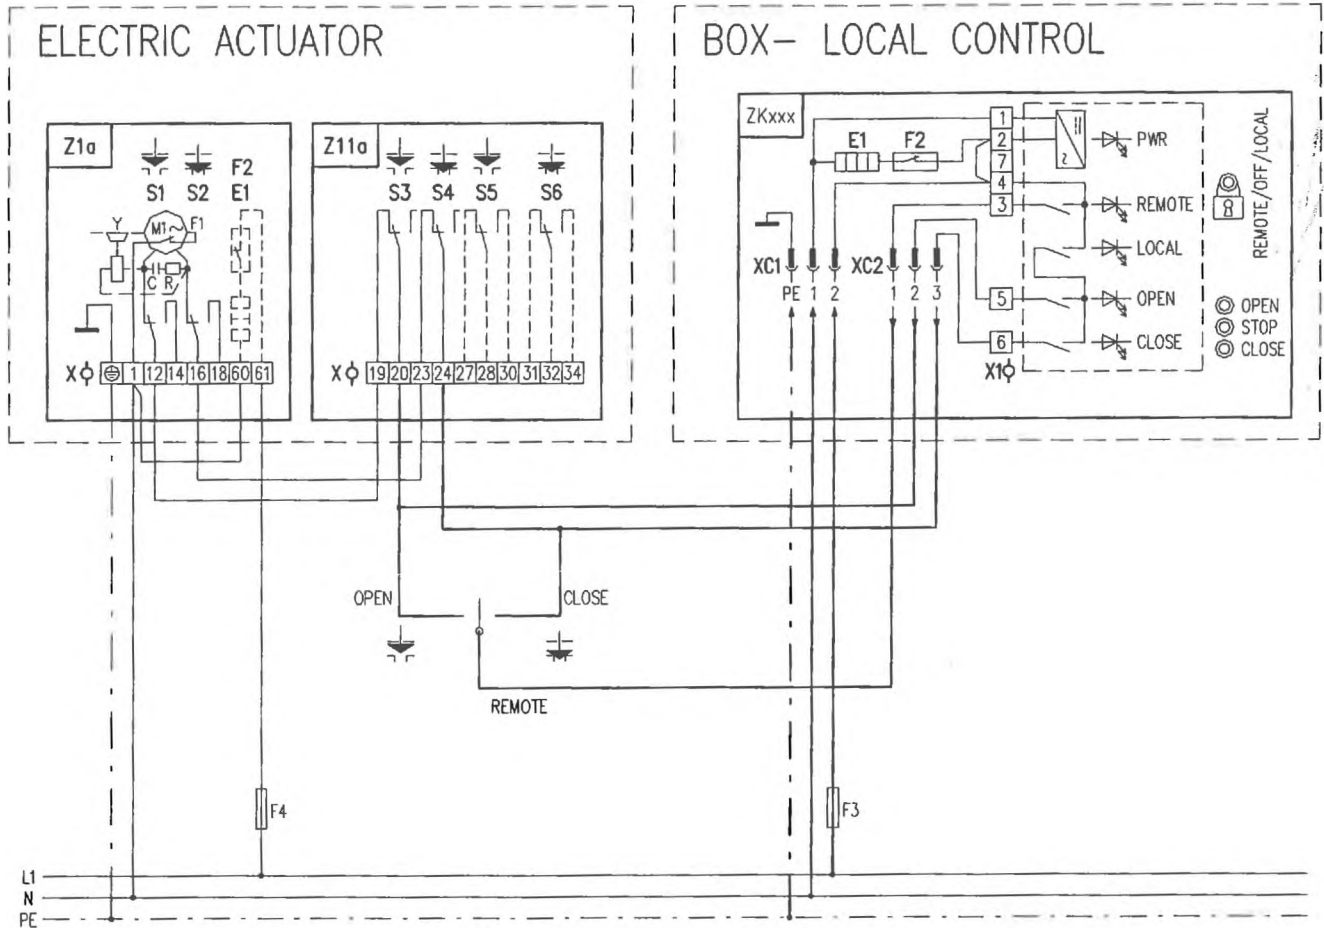 ELECTRIC ACTUATOR
Z1a
S1 S2 F2
E1
Y M1~ F1
C R
X 1 12 14 16 18 60 61
Z11a
S3 S4 S5 S6
X 19 20 23 24 27 28 30 31 32 34
BOX- LOCAL CONTROL
ZKxxx
E1 F2
1
2
7
4
3
5
6
X1
PWR
REMOTE
LOCAL
OPEN
CLOSE
REMOTE/OFF/LOCAL
OPEN
STOP
CLOSE
XC1 XC2
PE 1 2 1 2 3
OPEN CLOSE
REMOTE
F4 F3
L1
N
PE